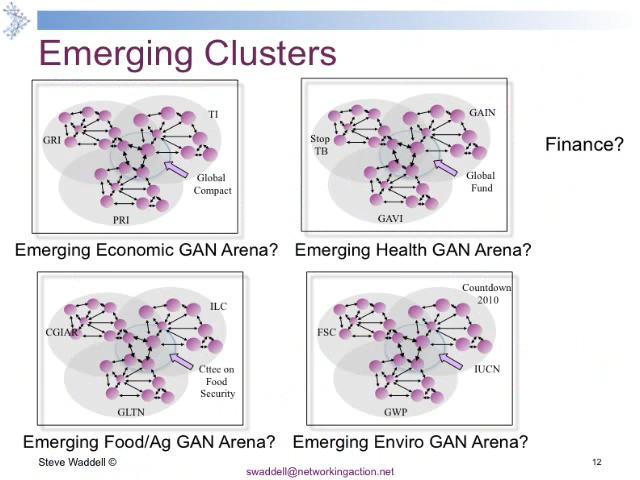 Emerging Clusters
TI
GRI
Global
Compact
PRI
Emerging Economic GAN Arena?
GAIN
Stop
TB
Global
Fund
GAVI
Emerging Health GAN Arena?
Finance?
ILC
CGIAR
Cttee on
Food
Security
GLTN
Emerging Food/Ag GAN Arena?
Countdown
2010
FSC
IUCN
GWP
Emerging Enviro GAN Arena?
Steve Waddell ©
swaddell@networkingaction.net
12